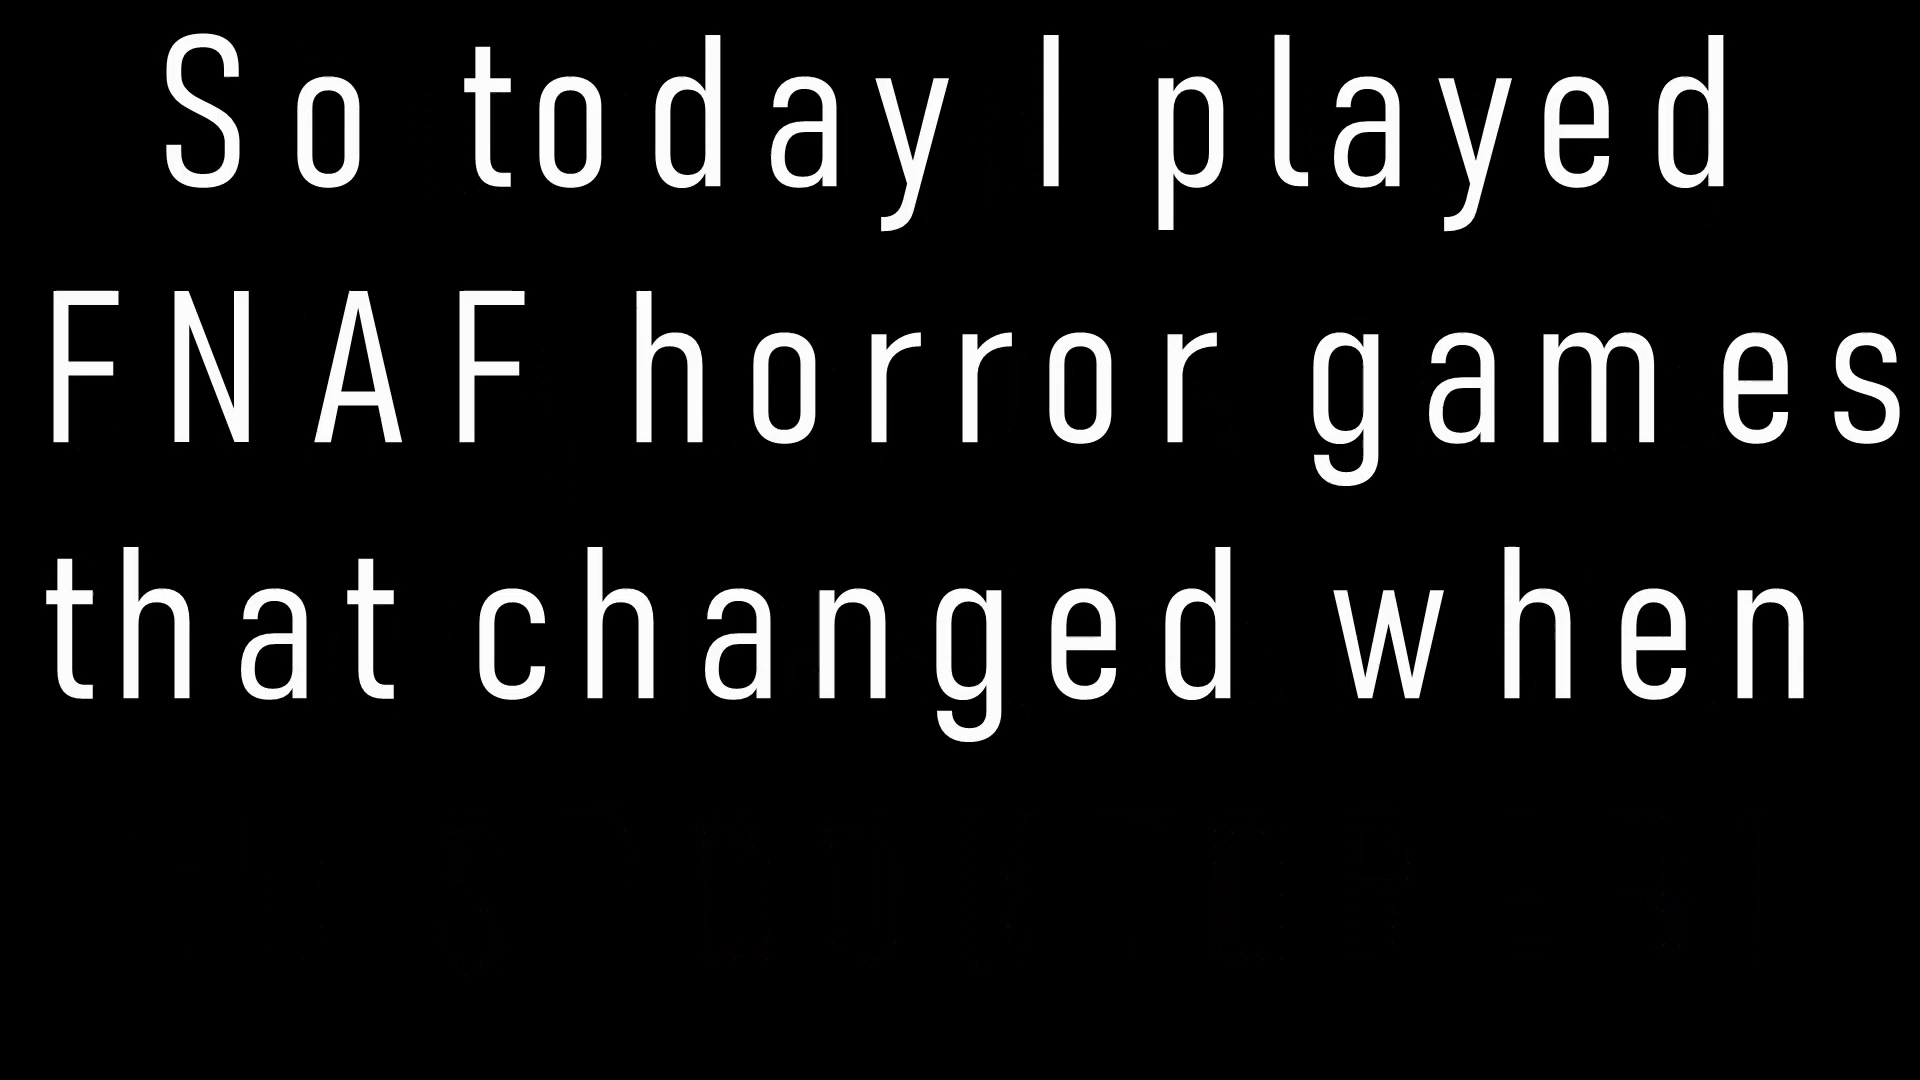 So today I played
FNAF horror games
that changed when